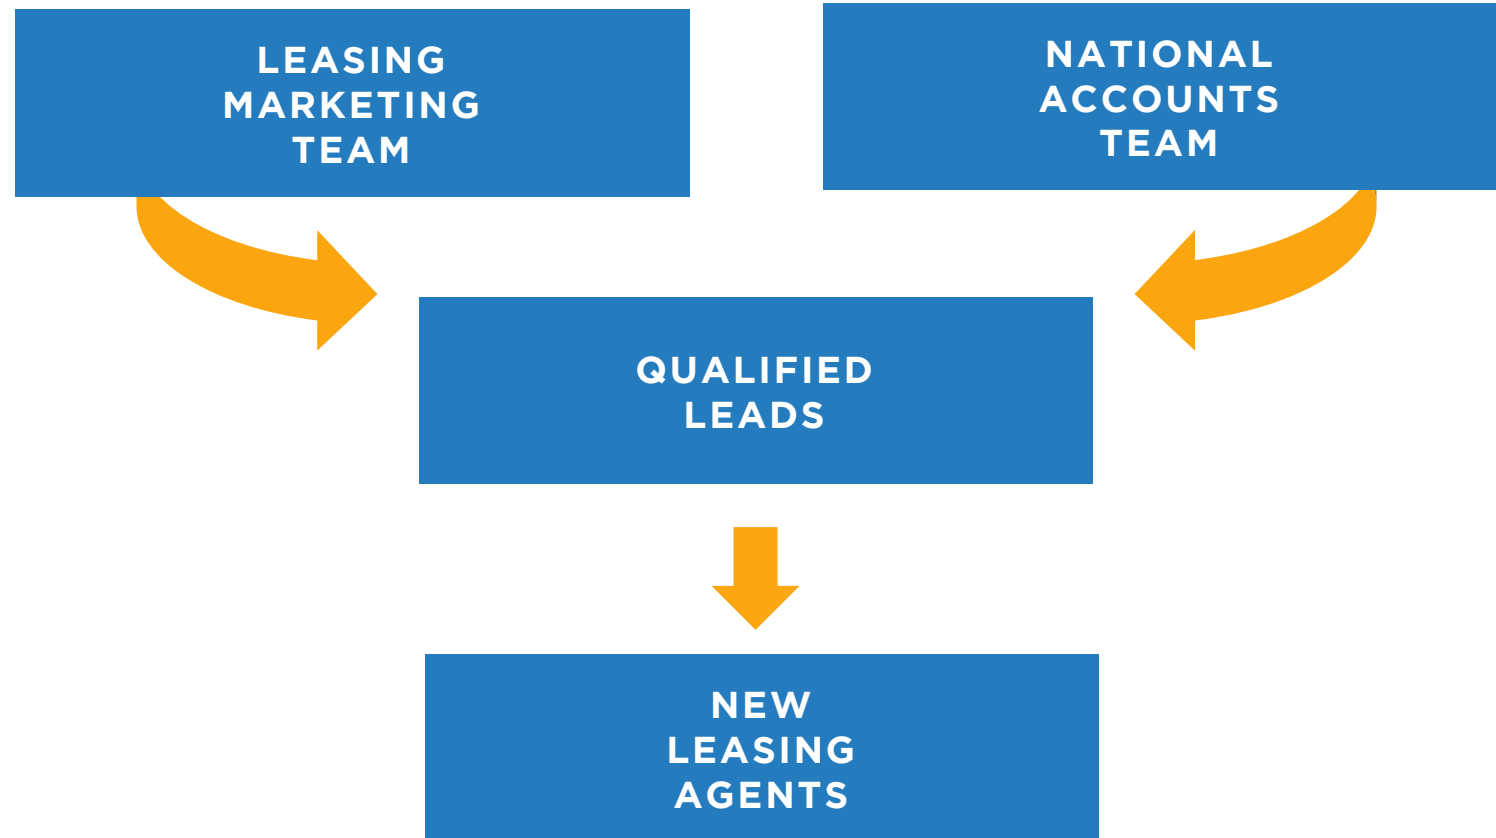 LEASING
MARKETING
TEAM
NATIONAL
ACCOUNTS
TEAM
QUALIFIED
LEADS
NEW
LEASING
AGENTS